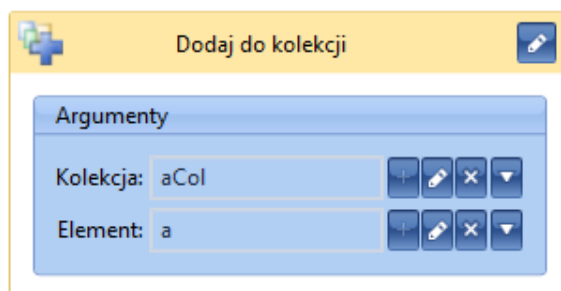 Dodaj do kolekcji
Argumenty
Kolekcja: aCol
Element: a